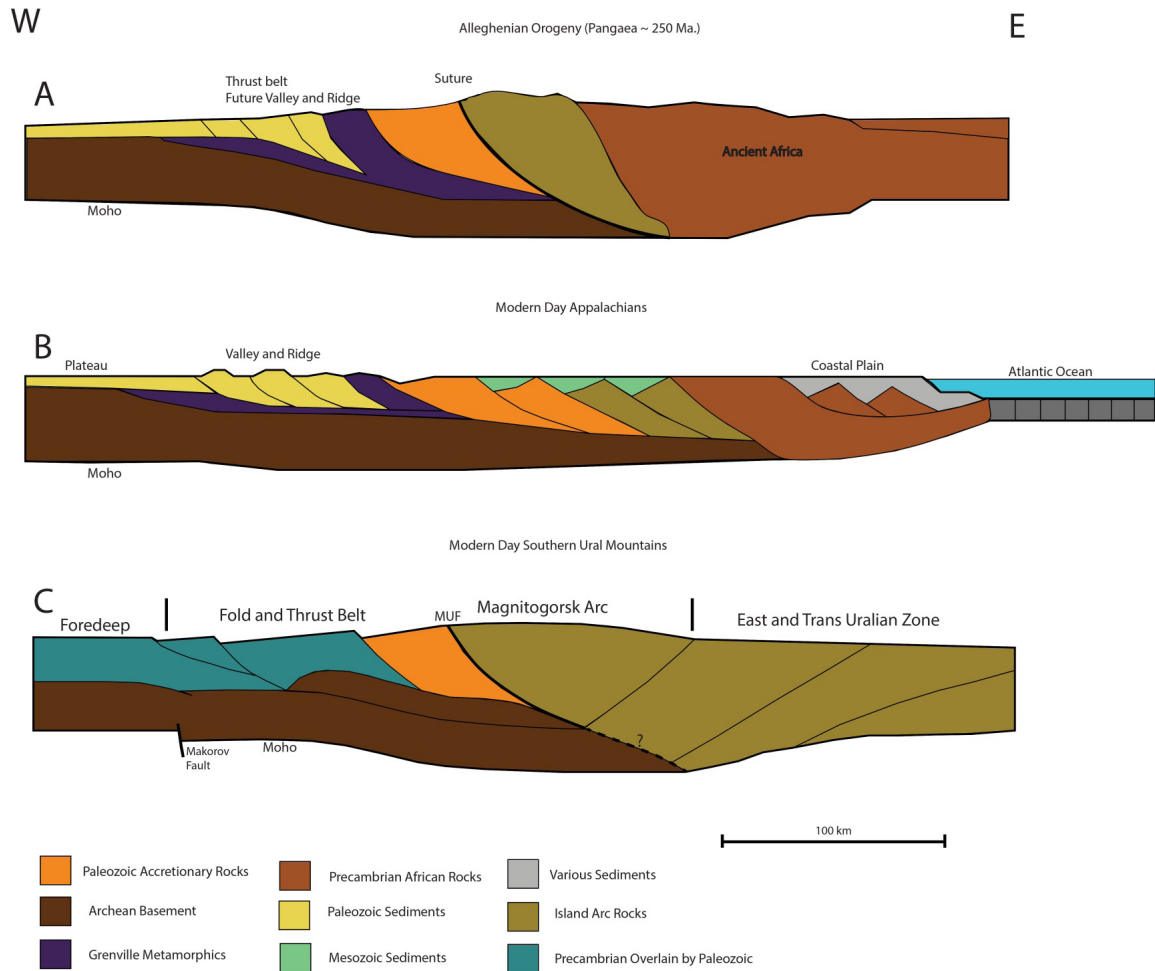 W
Alleghenian Orogeny (Pangaea ~ 250 Ma.)
E
A
Thrust belt
Future Valley and Ridge
Suture
Ancient Africa
Moho
Modern Day Appalachians
B
Plateau
Valley and Ridge
Coastal Plain
Atlantic Ocean
Moho
Modern Day Southern Ural Mountains
C
Foredeep
Fold and Thrust Belt
MUF
Magnitogorsk Arc
East and Trans Uralian Zone
?
Makorov
Fault
Moho
100 km
Paleozoic Accretionary Rocks
Precambrian African Rocks
Various Sediments
Archean Basement
Paleozoic Sediments
Island Arc Rocks
Grenville Metamorphics
Mesozoic Sediments
Precambrian Overlain by Paleozoic